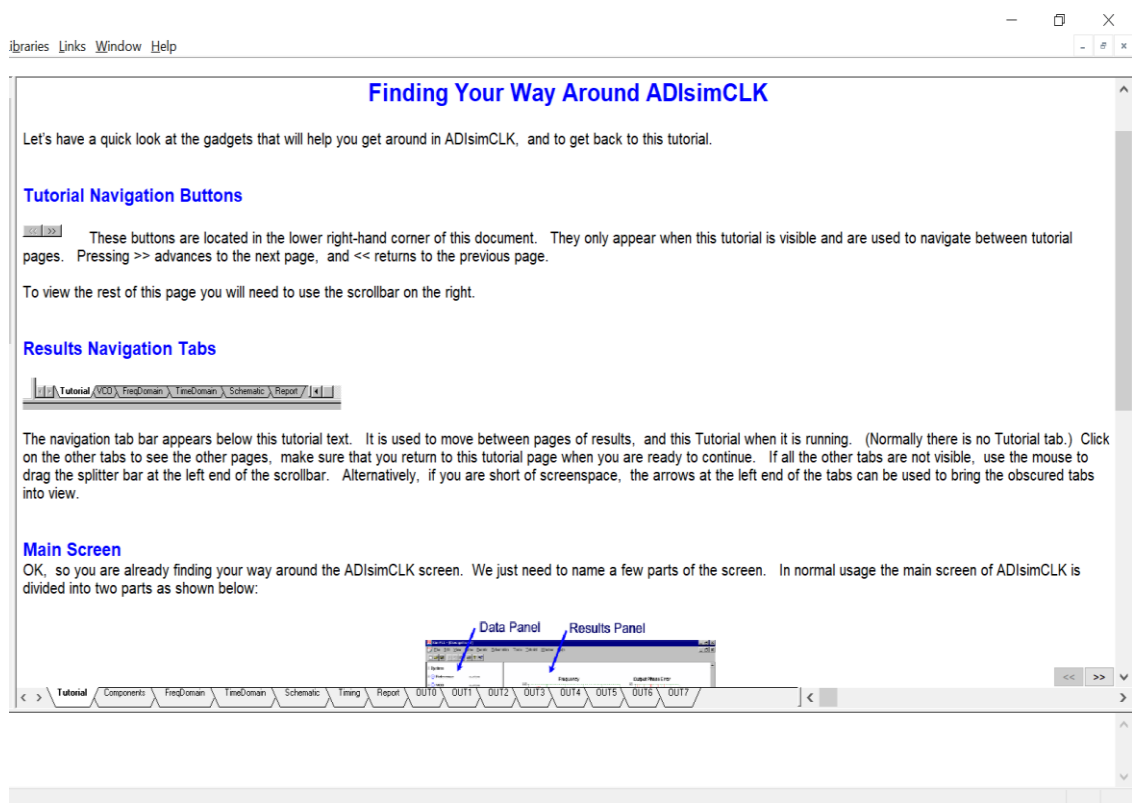 ibraries Links Window Help
Finding Your Way Around ADIsimCLK
Let's have a quick look at the gadgets that will help you get around in ADIsimCLK, and to get back to this tutorial.
Tutorial Navigation Buttons
<< >> These buttons are located in the lower right-hand corner of this document. They only appear when this tutorial is visible and are used to navigate between tutorial
pages. Pressing >> advances to the next page, and << returns to the previous page.
To view the rest of this page you will need to use the scrollbar on the right.
Results Navigation Tabs
Tutorial VCO FreqDomain TimeDomain Schematic Report
The navigation tab bar appears below this tutorial text. It is used to move between pages of results, and this Tutorial when it is running. (Normally there is no Tutorial tab.) Click
on the other tabs to see the other pages, make sure that you return to this tutorial page when you are ready to continue. If all the other tabs are not visible, use the mouse to
drag the splitter bar at the left end of the scrollbar. Alternatively, if you are short of screenspace, the arrows at the left end of the tabs can be used to bring the obscured tabs
into view.
Main Screen
OK, so you are already finding your way around the ADIsimCLK screen. We just need to name a few parts of the screen. In normal usage the main screen of ADIsimCLK is
divided into two parts as shown below:
Data Panel Results Panel
Frequency Output Phase Error
<< >>
Tutorial Components FreqDomain TimeDomain Schematic Timing Report OUT0 OUT1 OUT2 OUT3 OUT4 OUT5 OUT6 OUT7